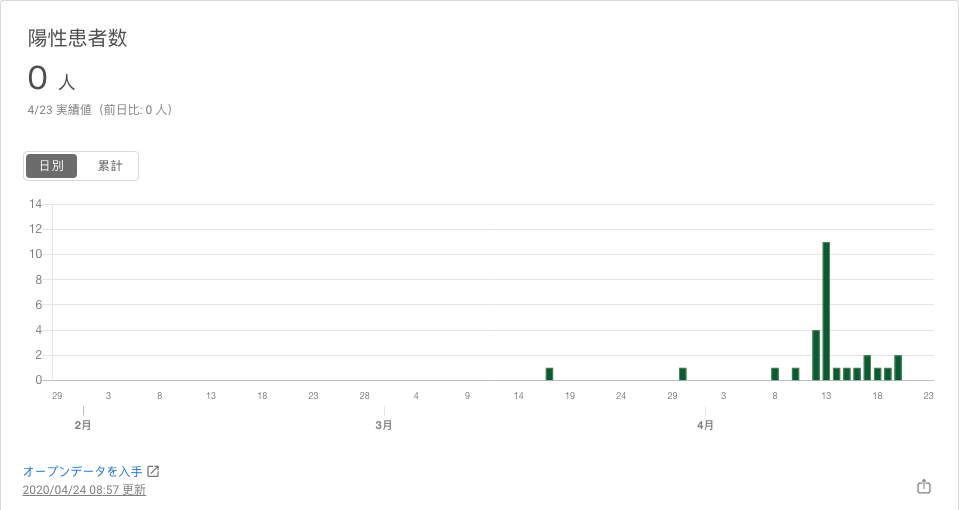 陽性患者数
0 人
4/23 実績値（前日比: 0 人）
日別 累計
14
12
10
8
6
4
2
0
29 3 8 13 18 23 28 4 9 14 19 24 29 3 8 13 18 23
2月 3月 4月
オープンデータを入手
2020/04/24 08:57 更新